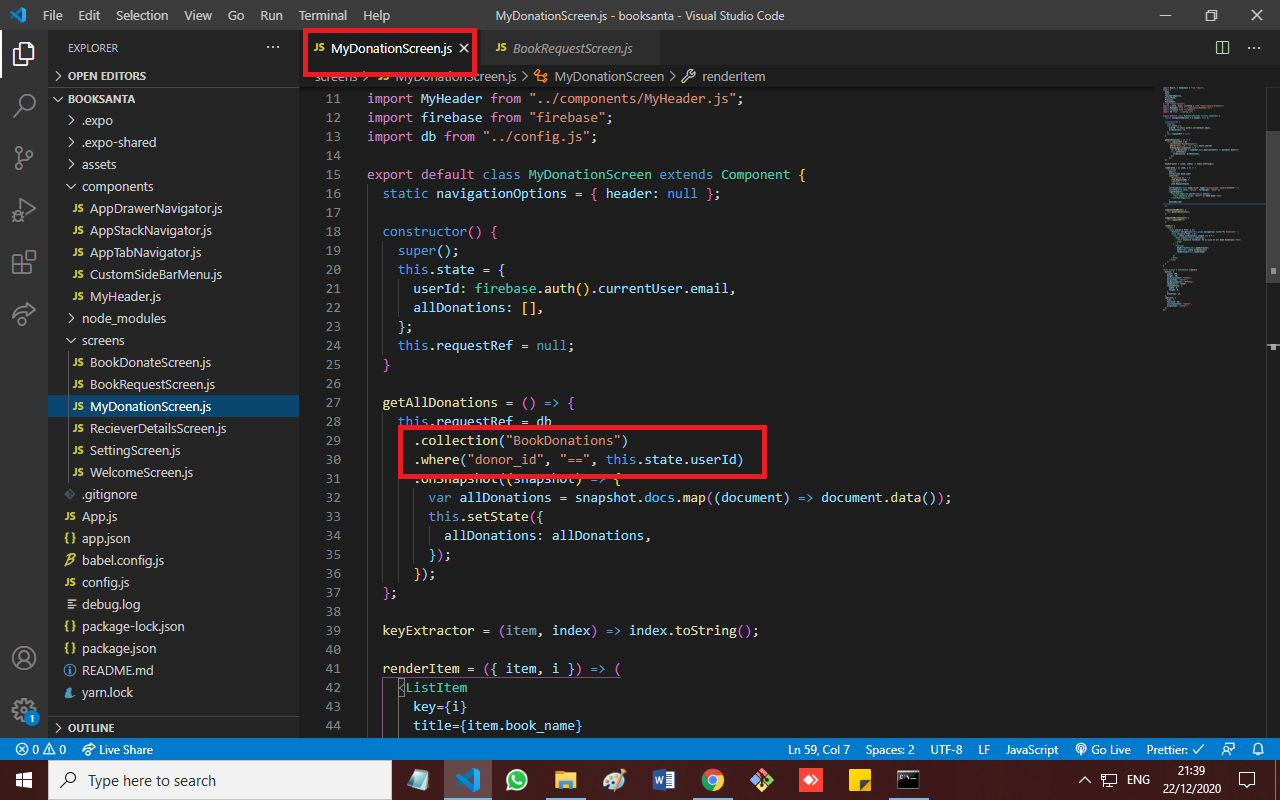 File Edit Selection View Go Run Terminal Help MyDonationScreen.js - booksanta - Visual Studio Code
EXPLORER ···
JS MyDonationScreen.js × JS BookRequestScreen.js ···
OPEN EDITORS
screens > JS MyDonationScreen.js > MyDonationScreen > renderItem
BOOKSANTA
.expo
.expo-shared
assets
components
JS AppDrawerNavigator.js
JS AppStackNavigator.js
JS AppTabNavigator.js
JS CustomSideBarMenu.js
JS MyHeader.js
node_modules
screens
JS BookDonateScreen.js
JS BookRequestScreen.js
JS MyDonationScreen.js
JS RecieverDetailsScreen.js
JS SettingScreen.js
JS WelcomeScreen.js
.gitignore
JS App.js
{} app.json
babel.config.js
JS config.js
debug.log
{} package-lock.json
{} package.json
README.md
yarn.lock
OUTLINE
11 import MyHeader from "../components/MyHeader.js";
12 import firebase from "firebase";
13 import db from "../config.js";
14
15 export default class MyDonationScreen extends Component {
16 static navigationOptions = { header: null };
17
18 constructor() {
19 super();
20 this.state = {
21 userId: firebase.auth().currentUser.email,
22 allDonations: [],
23 };
24 this.requestRef = null;
25 }
26
27 getAllDonations = () => {
28 this.requestRef = db
29 .collection("BookDonations")
30 .where("donor_id", "==", this.state.userId)
31 .onSnapshot((snapshot) => {
32 var allDonations = snapshot.docs.map((document) => document.data());
33 this.setState({
34 allDonations: allDonations,
35 });
36 });
37 };
38
39 keyExtractor = (item, index) => index.toString();
40
41 renderItem = ({ item, i }) => (
42 <ListItem
43 key={i}
44 title={item.book_name}
1
0 0 Live Share Ln 59, Col 7 Spaces: 2 UTF-8 LF JavaScript Go Live Prettier: ✓
Type here to search ENG 21:39
22/12/2020